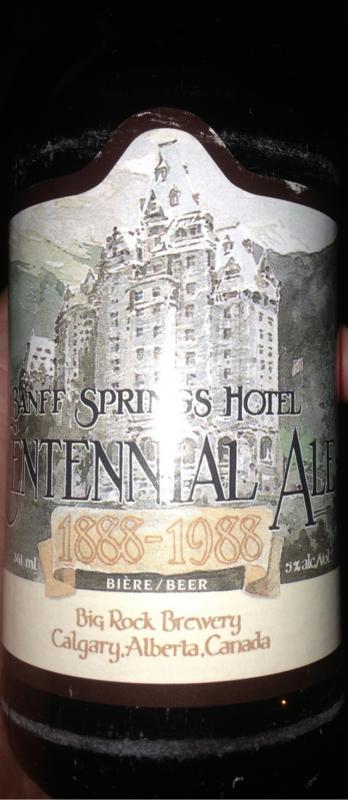 BANFF SPRINGS HOTEL
CENTENNIAL ALE
1888-1988
341 ml
5% alc/vol.
BIÈRE/BEER
Big Rock Brewery
Calgary, Alberta, Canada